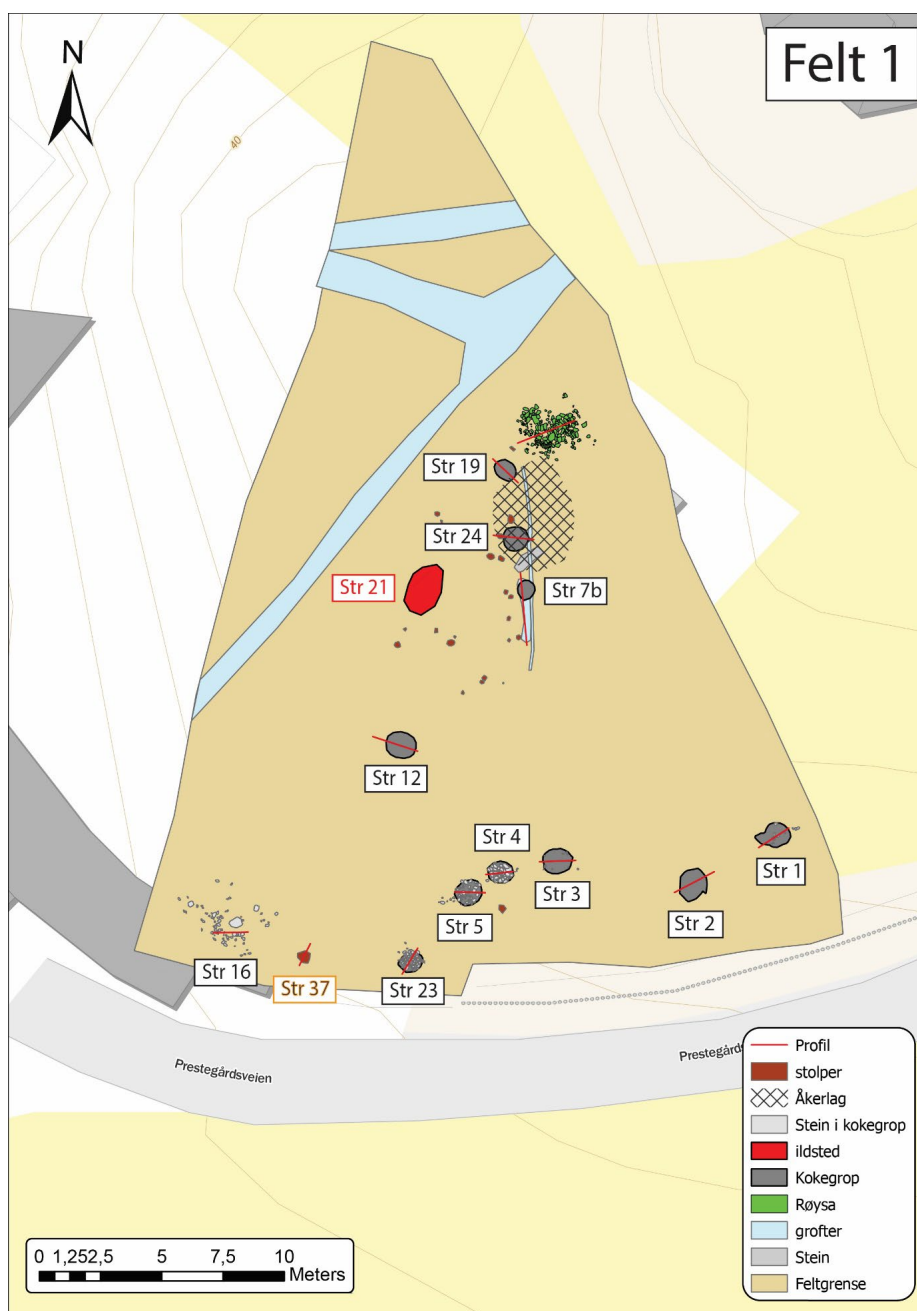 Felt 1
N
40
Str 19
Str 24
Str 21
Str 7b
Str 12
Str 4
Str 3
Str 1
Str 5
Str 2
Str 16
Str 37
Str 23
Prestegårdsveien
Prestegårds
Profil
stolper
Åkerlag
Stein i kokegrop
ildsted
Kokegrop
Røysa
grofter
Stein
Feltgrense
0 1,252,5 5 7,5 10
Meters